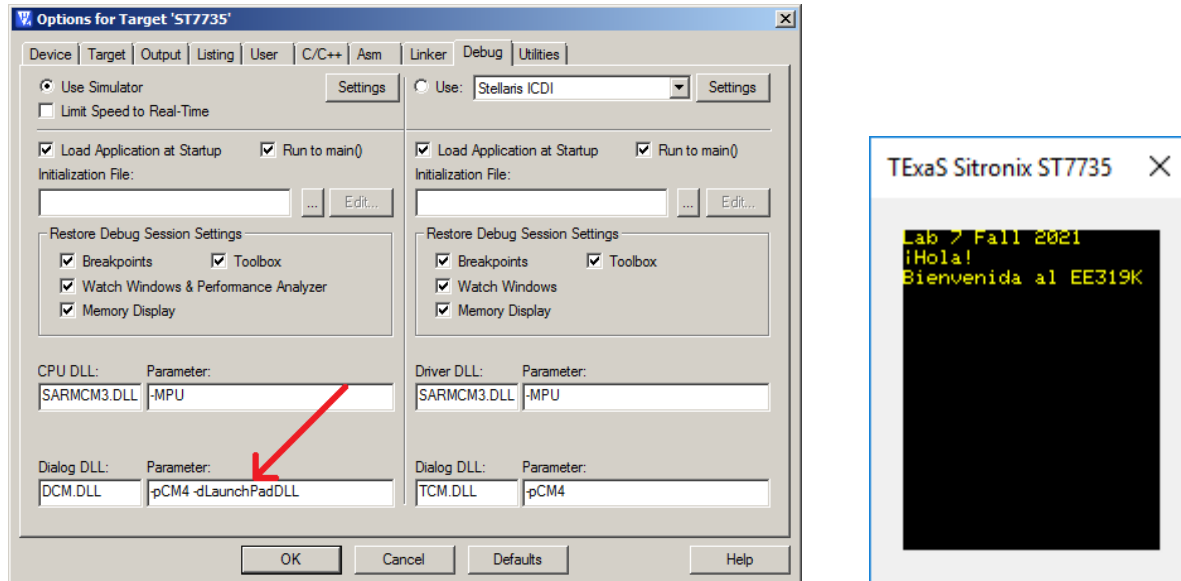 Options for Target 'ST7735'
Device Target Output Listing User C/C++ Asm Linker Debug Utilities
Use Simulator Settings
Limit Speed to Real-Time
Use: Stellaris ICDI Settings
Load Application at Startup Run to main()
Initialization File:
... Edit...
Restore Debug Session Settings
Breakpoints Toolbox
Watch Windows & Performance Analyzer
Memory Display
CPU DLL: Parameter:
SARMCM3.DLL -MPU
Dialog DLL: Parameter:
DCM.DLL -pCM4 -dLaunchPadDLL
Load Application at Startup Run to main()
Initialization File:
... Edit...
Restore Debug Session Settings
Breakpoints Toolbox
Watch Windows
Memory Display
Driver DLL: Parameter:
SARMCM3.DLL -MPU
Dialog DLL: Parameter:
TCM.DLL -pCM4
OK Cancel Defaults Help
TExaS Sitronix ST7735
Lab 7 Fall 2021
¡Hola!
Bienvenida al EE319K